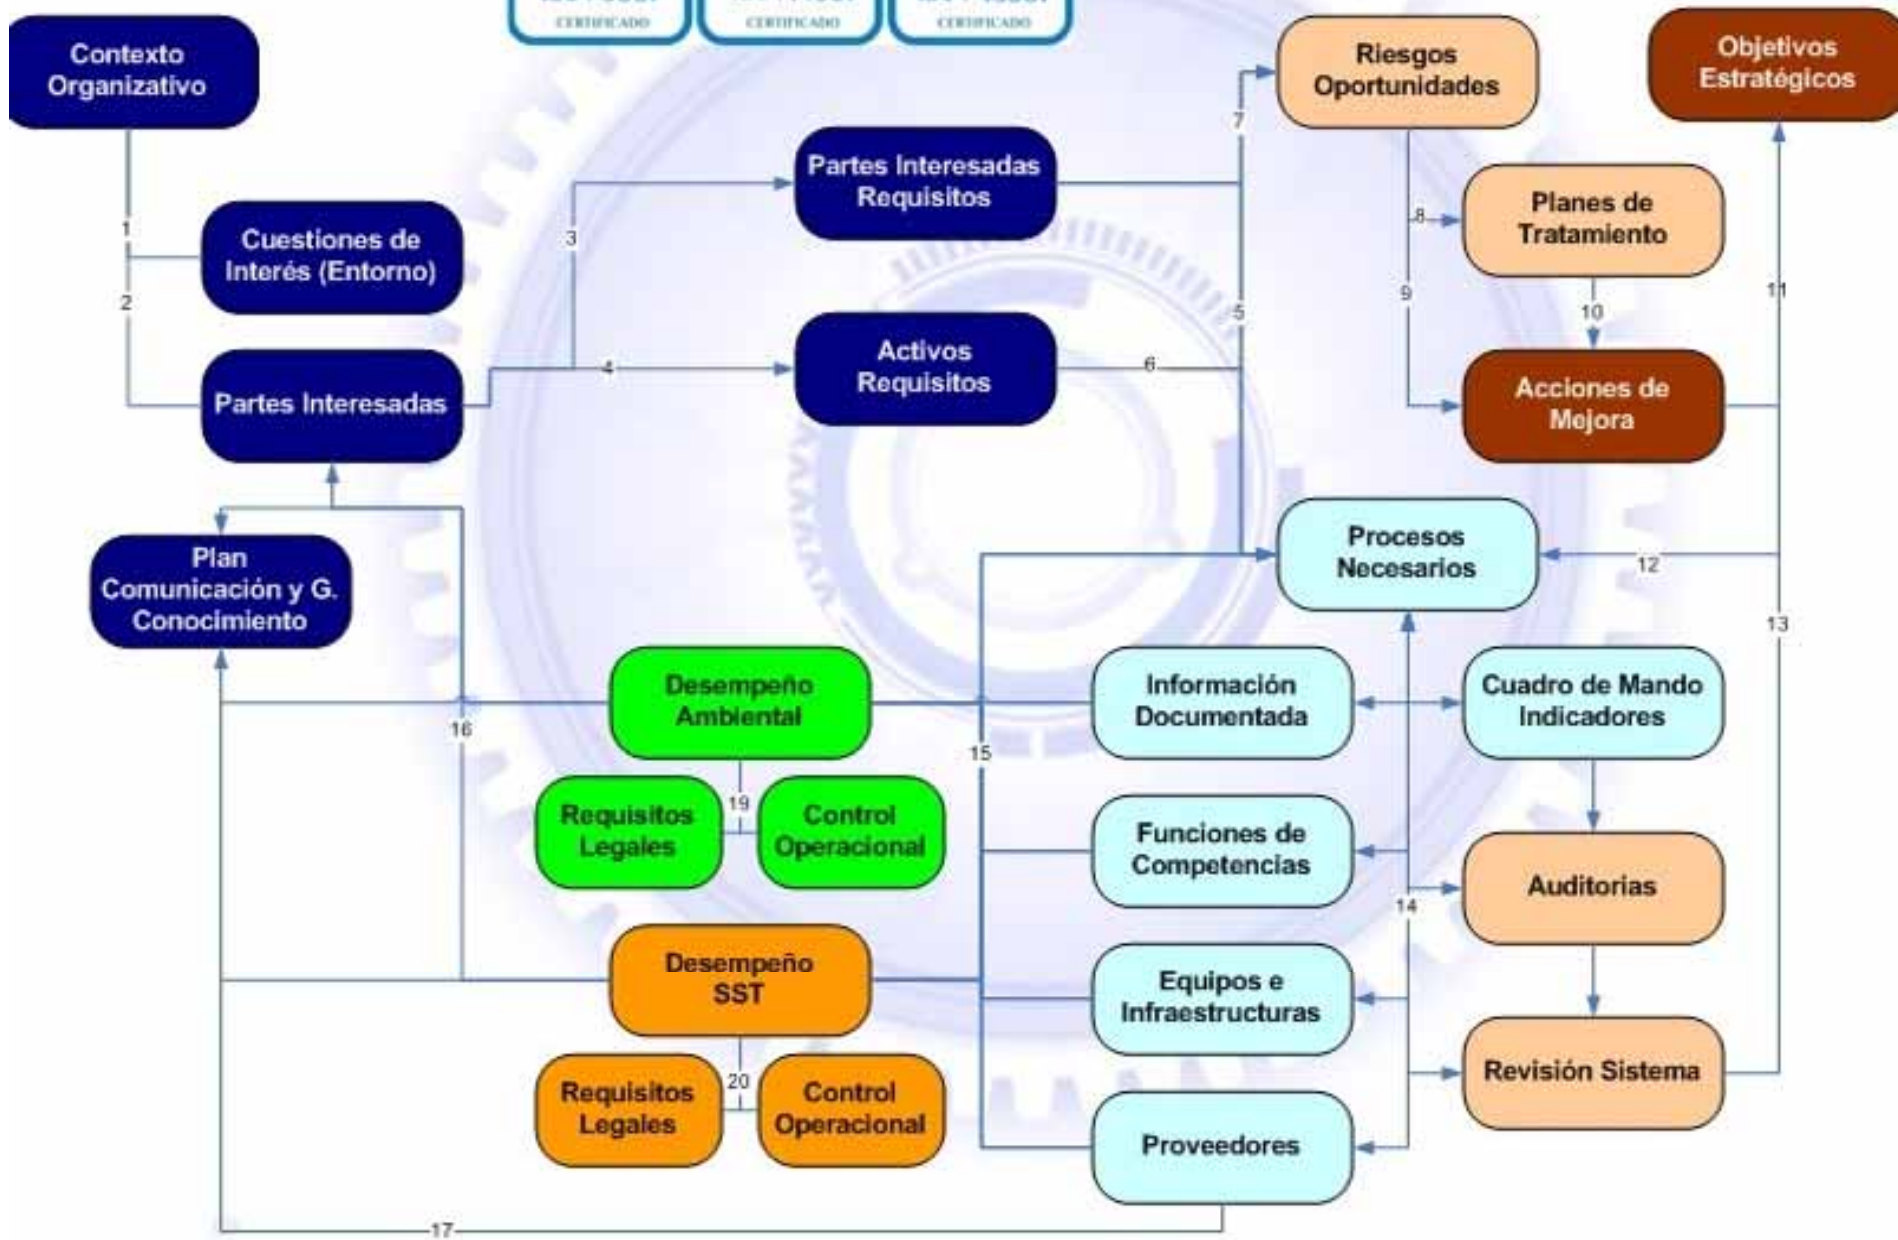 CERTIFICADO
CERTIFICADO
CERTIFICADO
Contexto
Organizativo
Riesgos
Oportunidades
Objetivos
Estratégicos
7
Partes Interesadas
Requisitos
Planes de
Tratamiento
8
1
Cuestiones de
Interés (Entorno)
3
2
9
11
5
10
Activos
Requisitos
4
6
Partes Interesadas
Acciones de
Mejora
Plan
Comunicación y G.
Conocimiento
Procesos
Necesarios
12
13
Desempeño
Ambiental
Información
Documentada
Cuadro de Mando
Indicadores
16
15
19
Requisitos
Legales
Control
Operacional
Funciones de
Competencias
Auditorias
14
Desempeño
SST
Equipos e
Infraestructuras
20
Requisitos
Legales
Control
Operacional
Revisión Sistema
Proveedores
17